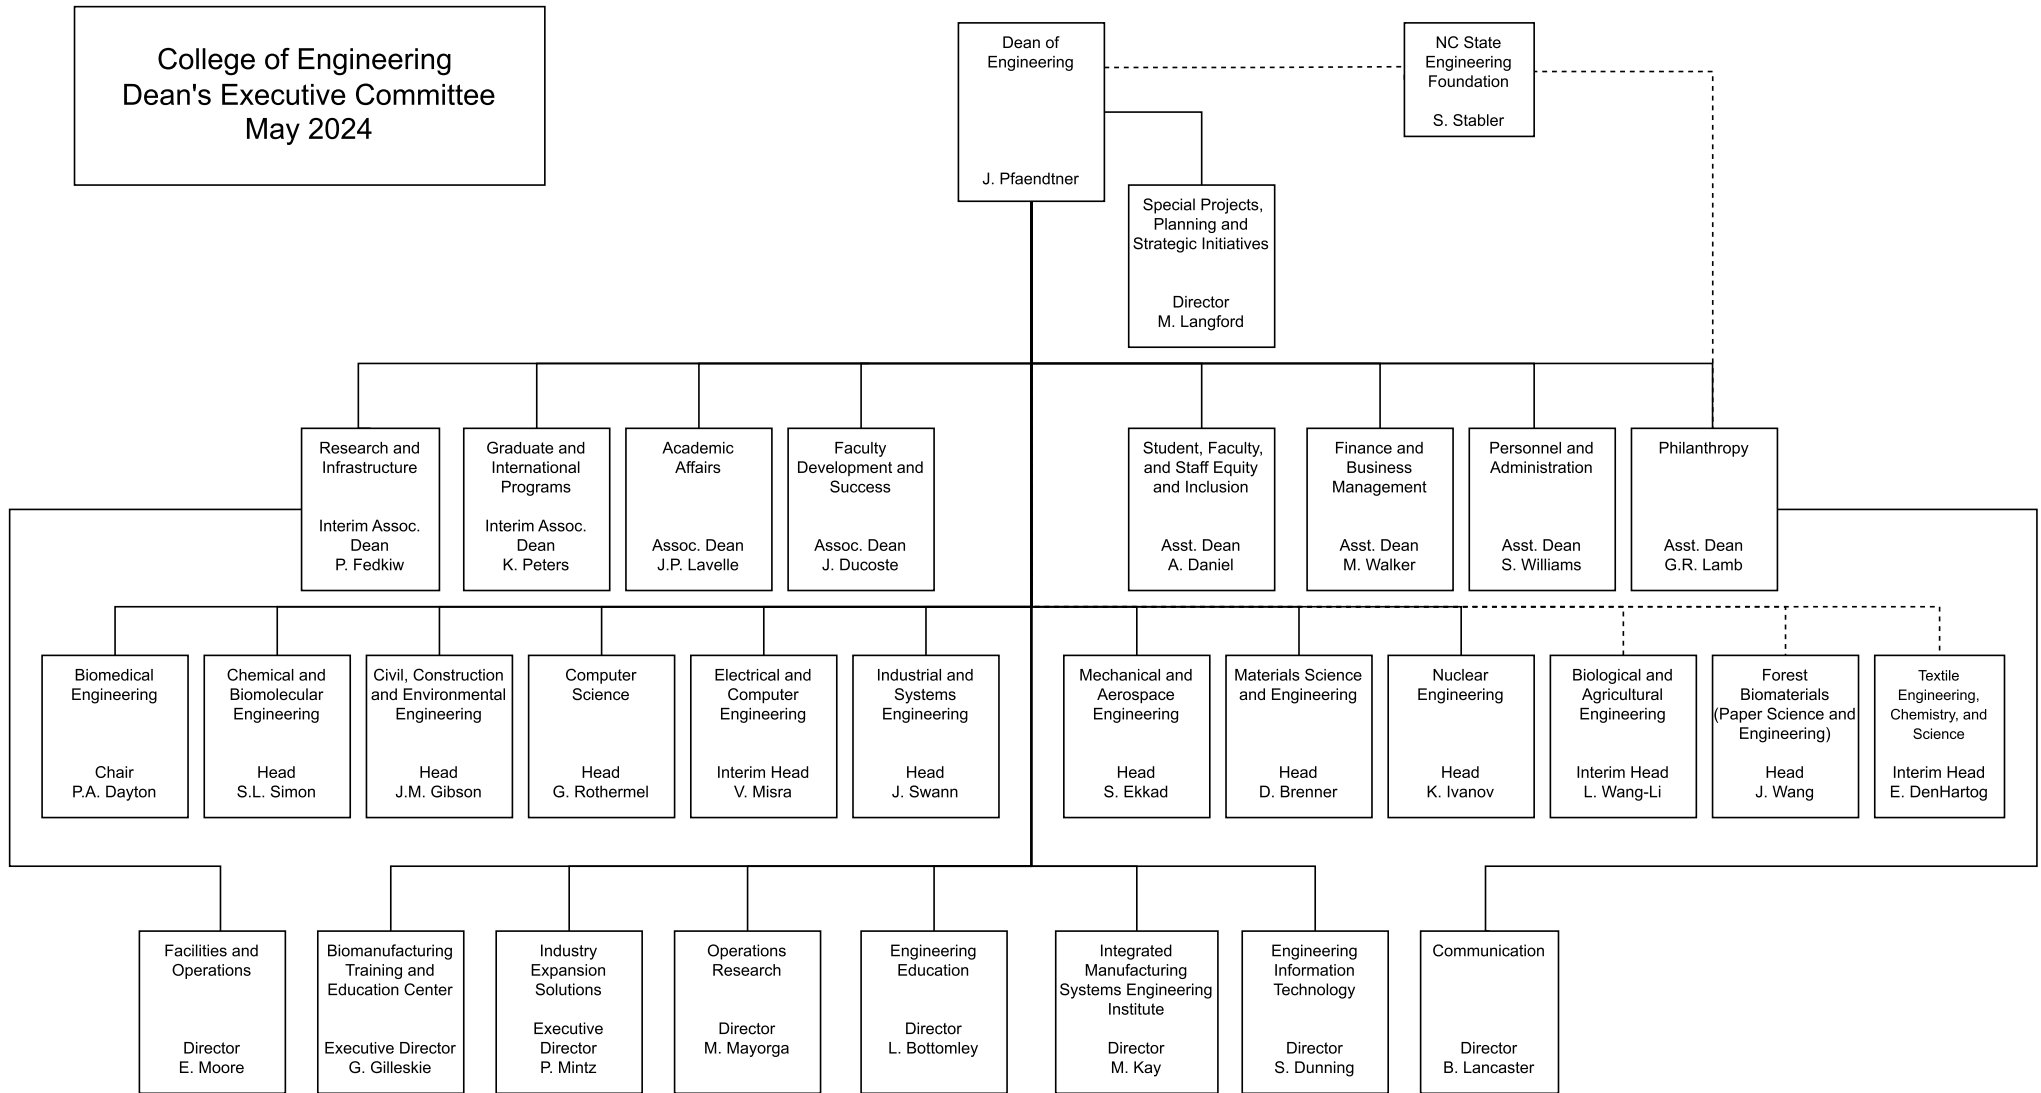 College of Engineering
Dean's Executive Committee
May 2024
Dean of
Engineering
J. Pfaendtner
NC State
Engineering
Foundation
S. Stabler
Special Projects,
Planning and
Strategic Initiatives
Director
M. Langford
Research and
Infrastructure
Interim Assoc.
Dean
P. Fedkiw
Graduate and
International
Programs
Interim Assoc.
Dean
K. Peters
Academic
Affairs
Assoc. Dean
J.P. Lavelle
Faculty
Development and
Success
Assoc. Dean
J. Ducoste
Student, Faculty,
and Staff Equity
and Inclusion
Asst. Dean
A. Daniel
Finance and
Business
Management
Asst. Dean
M. Walker
Personnel and
Administration
Asst. Dean
S. Williams
Philanthropy
Asst. Dean
G.R. Lamb
Biomedical
Engineering
Chair
P.A. Dayton
Chemical and
Biomolecular
Engineering
Head
S.L. Simon
Civil, Construction
and Environmental
Engineering
Head
J.M. Gibson
Computer
Science
Head
G. Rothermel
Electrical and
Computer
Engineering
Interim Head
V. Misra
Industrial and
Systems
Engineering
Head
J. Swann
Mechanical and
Aerospace
Engineering
Head
S. Ekkad
Materials Science
and Engineering
Head
D. Brenner
Nuclear
Engineering
Head
K. Ivanov
Biological and
Agricultural
Engineering
Interim Head
L. Wang-Li
Forest
Biomaterials
(Paper Science and
Engineering)
Head
J. Wang
Textile
Engineering,
Chemistry, and
Science
Interim Head
E. DenHartog
Facilities and
Operations
Director
E. Moore
Biomanufacturing
Training and
Education Center
Executive Director
G. Gilleskie
Industry
Expansion
Solutions
Executive
Director
P. Mintz
Operations
Research
Director
M. Mayorga
Engineering
Education
Director
L. Bottomley
Integrated
Manufacturing
Systems Engineering
Institute
Director
M. Kay
Engineering
Information
Technology
Director
S. Dunning
Communication
Director
B. Lancaster